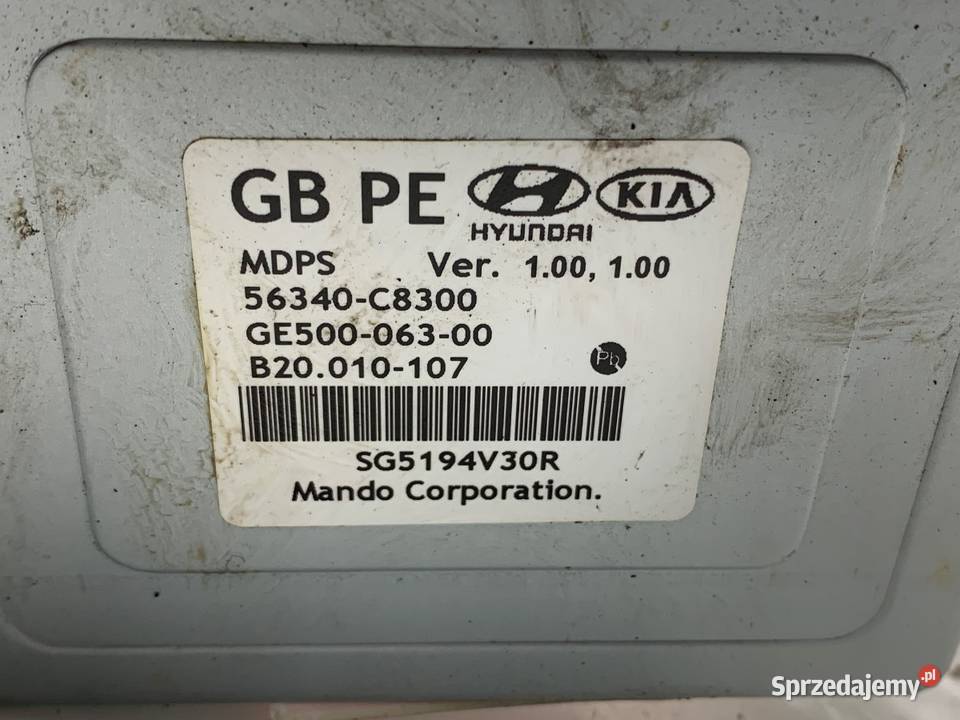 GB PE HYUNDAI KIA
MDPS Ver. 1.00, 1.00
56340-C8300
GE500-063-00
B20.010-107 Pb
SG5194V30R
Mando Corporation.
Sprzedajemy.pl